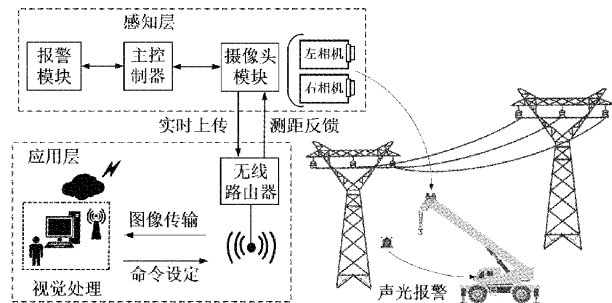 感知层
报警
模块
主控
制器
摄像头
模块
左相机
右相机
实时上传
测距反馈
应用层
无线
路由器
图像传输
命令设定
视觉处理
声光报警